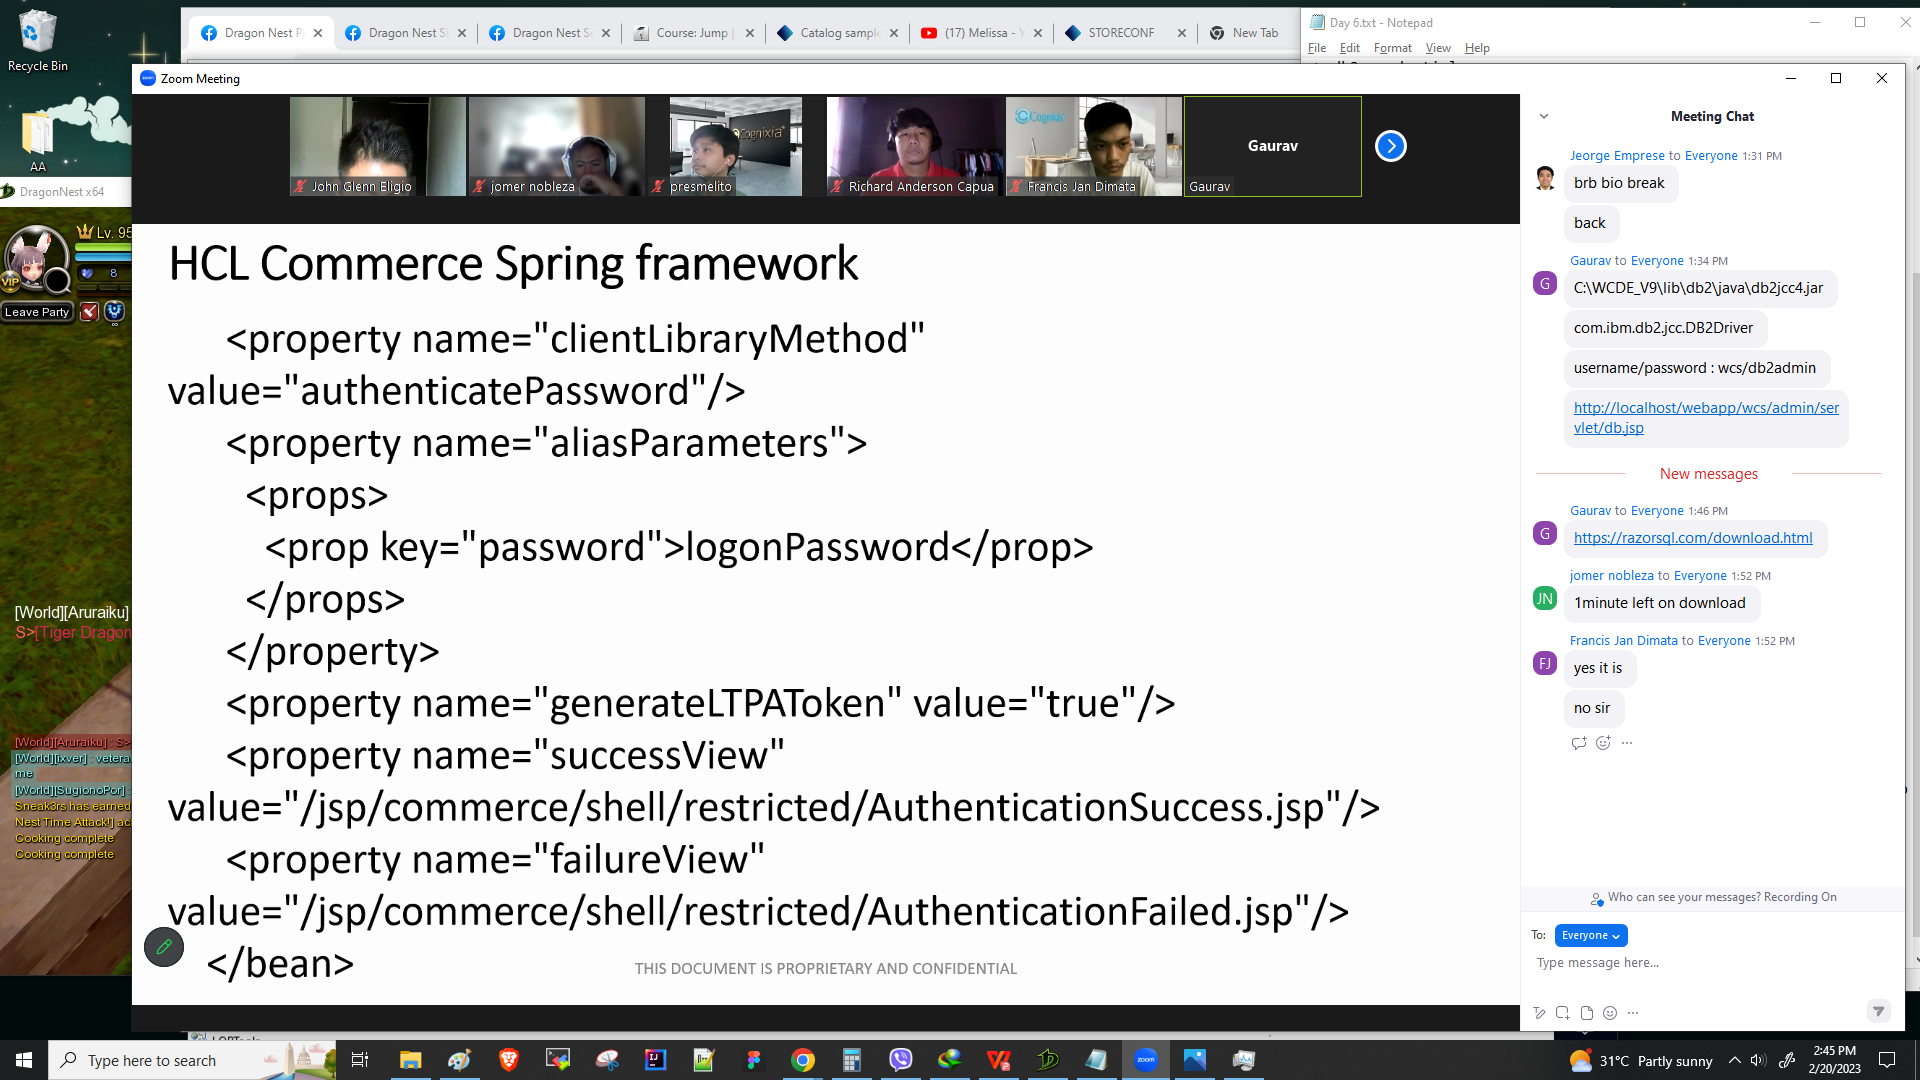 Recycle Bin
AA
DragonNest x64
Lv. 95
VIP
8
Leave Party
[World][Aruraiku]
S>[Tiger Dragon
[World][Aruraiku] : S>
[World][ixver] : vetera
me
[World][SugionoPor] :
Sneak3rs has earned
Nest Time Attack!] ac
Cooking complete
Cooking complete
Dragon Nest P
Dragon Nest S
Dragon Nest S
Course: Jump |
Catalog sample
(17) Melissa - Y
STORECONF
New Tab
Day 6.txt - Notepad
File Edit Format View Help
Zoom Meeting
John Glenn Eligio
jomer nobleza
Cognixia
presmelito
Richard Anderson Capua
Cognixia
Francis Jan Dimata
Gaurav
Gaurav
HCL Commerce Spring framework
<property name="clientLibraryMethod"
value="authenticatePassword"/>
<property name="aliasParameters">
<props>
<prop key="password">logonPassword</prop>
</props>
</property>
<property name="generateLTPAToken" value="true"/>
<property name="successView"
value="/jsp/commerce/shell/restricted/AuthenticationSuccess.jsp"/>
<property name="failureView"
value="/jsp/commerce/shell/restricted/AuthenticationFailed.jsp"/>
</bean>
THIS DOCUMENT IS PROPRIETARY AND CONFIDENTIAL
Meeting Chat
Jeorge Emprese to Everyone 1:31 PM
brb bio break
back
Gaurav to Everyone 1:34 PM
G
C:\WCDE_V9\lib\db2\java\db2jcc4.jar
com.ibm.db2.jcc.DB2Driver
username/password : wcs/db2admin
http://localhost/webapp/wcs/admin/ser
vlet/db.jsp
New messages
Gaurav to Everyone 1:46 PM
G
https://razorsql.com/download.html
jomer nobleza to Everyone 1:52 PM
JN
1minute left on download
Francis Jan Dimata to Everyone 1:52 PM
FJ
yes it is
no sir
Who can see your messages? Recording On
To: Everyone
Type message here...
Type here to search
zoom
31°C Partly sunny
2:45 PM
2/20/2023